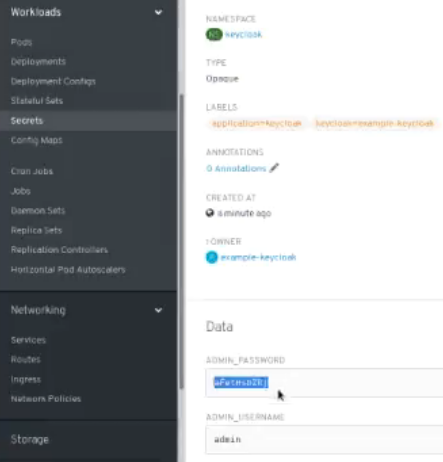 Workloads
Pods
Deployments
Deployment Configs
Stateful Sets
Secrets
Config Maps
Cron Jobs
Jobs
Daemon Sets
Replica Sets
Replication Controllers
Horizontal Pod Autoscalers
Networking
Services
Routes
Ingress
Network Policies
Storage
NAMESPACE
NS keycloak
TYPE
Opaque
LABELS
application=keycloak keycloak=example-keycloak
ANNOTATIONS
0 Annotations
CREATED AT
a minute ago
OWNER
example-keycloak
Data
ADMIN_PASSWORD
ADMIN_USERNAME
admin